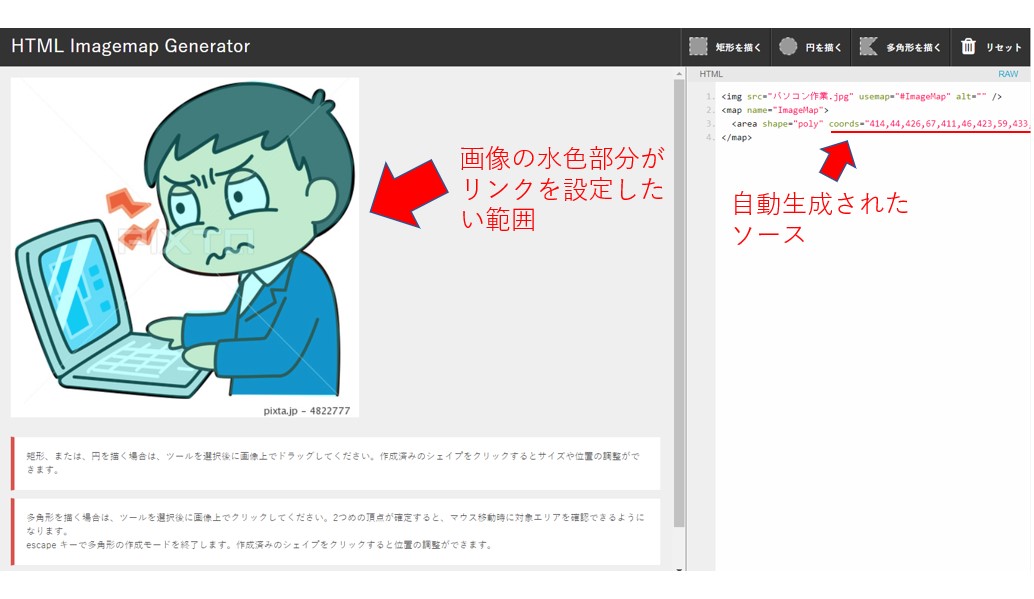 HTML Imagemap Generator
矩形を描く
円を描く
多角形を描く
リセット
HTML
RAW
1. <img src="パソコン作業.jpg" usemap="#ImageMap" alt="" />
2. <map name="ImageMap">
3. <area shape="poly" coords="414,44,426,67,411,46,423,59,433,
4. </map>
画像の水色部分が
リンクを設定した
い範囲
自動生成された
ソース
PIXTA
pixta.jp - 4822777
矩形、または、円を描く場合は、ツールを選択後に画像上でドラッグしてください。作成済みのシェイプをクリックするとサイズや位置の調整がで
きます。
多角形を描く場合は、ツールを選択後に画像上でクリックしてください。2つめの頂点が確定すると、マウス移動時に対象エリアを確認できるように
なります。
escape キーで多角形の作成モードを終了します。作成済みのシェイプをクリックすると位置の調整ができます。